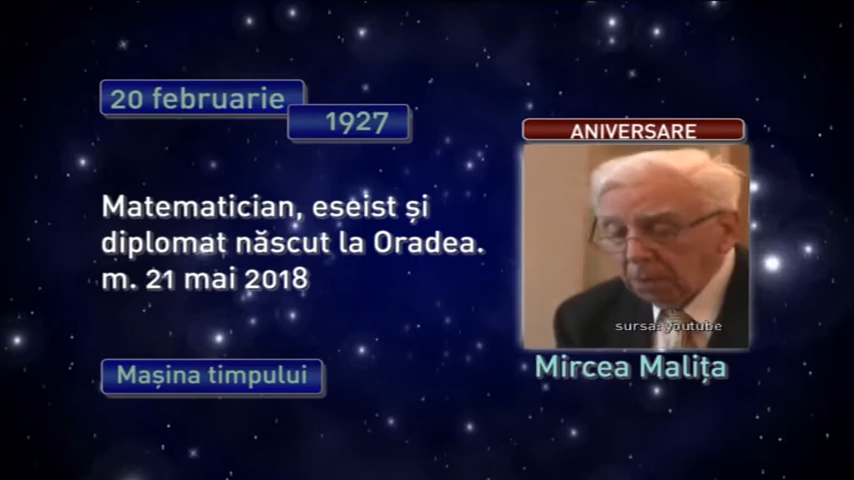 20 februarie
1927
ANIVERSARE
Matematician, eseist și
diplomat născut la Oradea.
m. 21 mai 2018
sursa: youtube
Mircea Malița
Mașina timpului